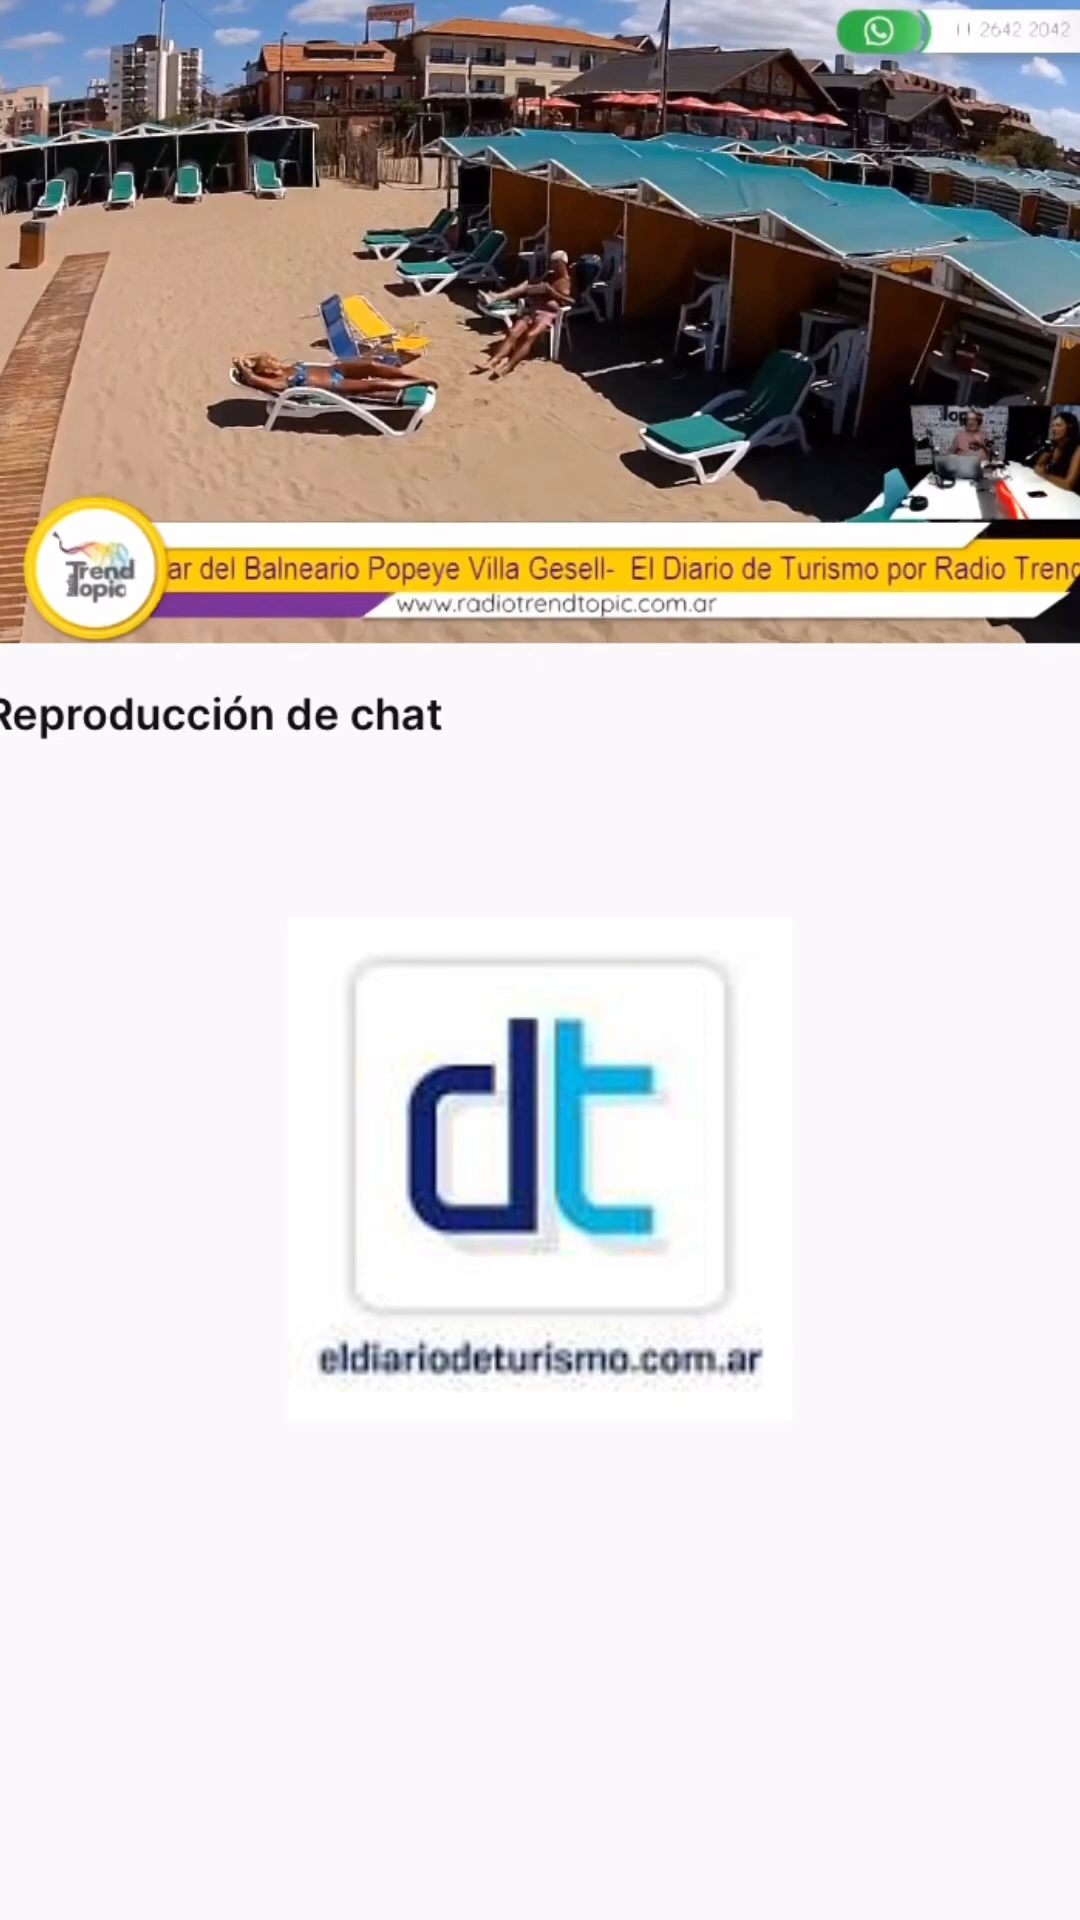 11 2642 2042
Trend
Topic
ar del Balneario Popeye Villa Gesell-  El Diario de Turismo por Radio Trend
www.radiotrendtopic.com.ar
Reproducción de chat
dt
eldiariodeturismo.com.ar